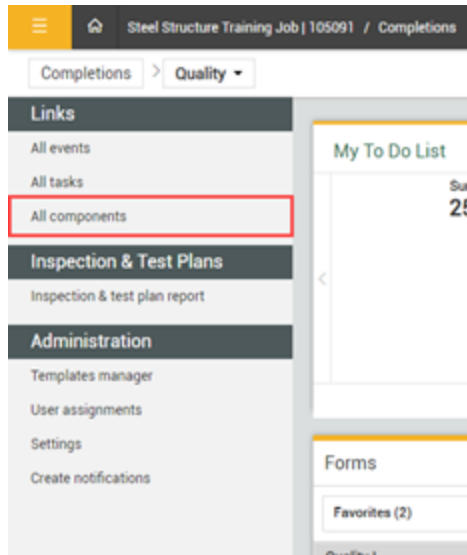 Steel Structure Training Job | 105091 / Completions
Completions > Quality
Links
All events
All tasks
All components
Inspection & Test Plans
Inspection & test plan report
Administration
Templates manager
User assignments
Settings
Create notifications
My To Do List
Forms
Favorites (2)